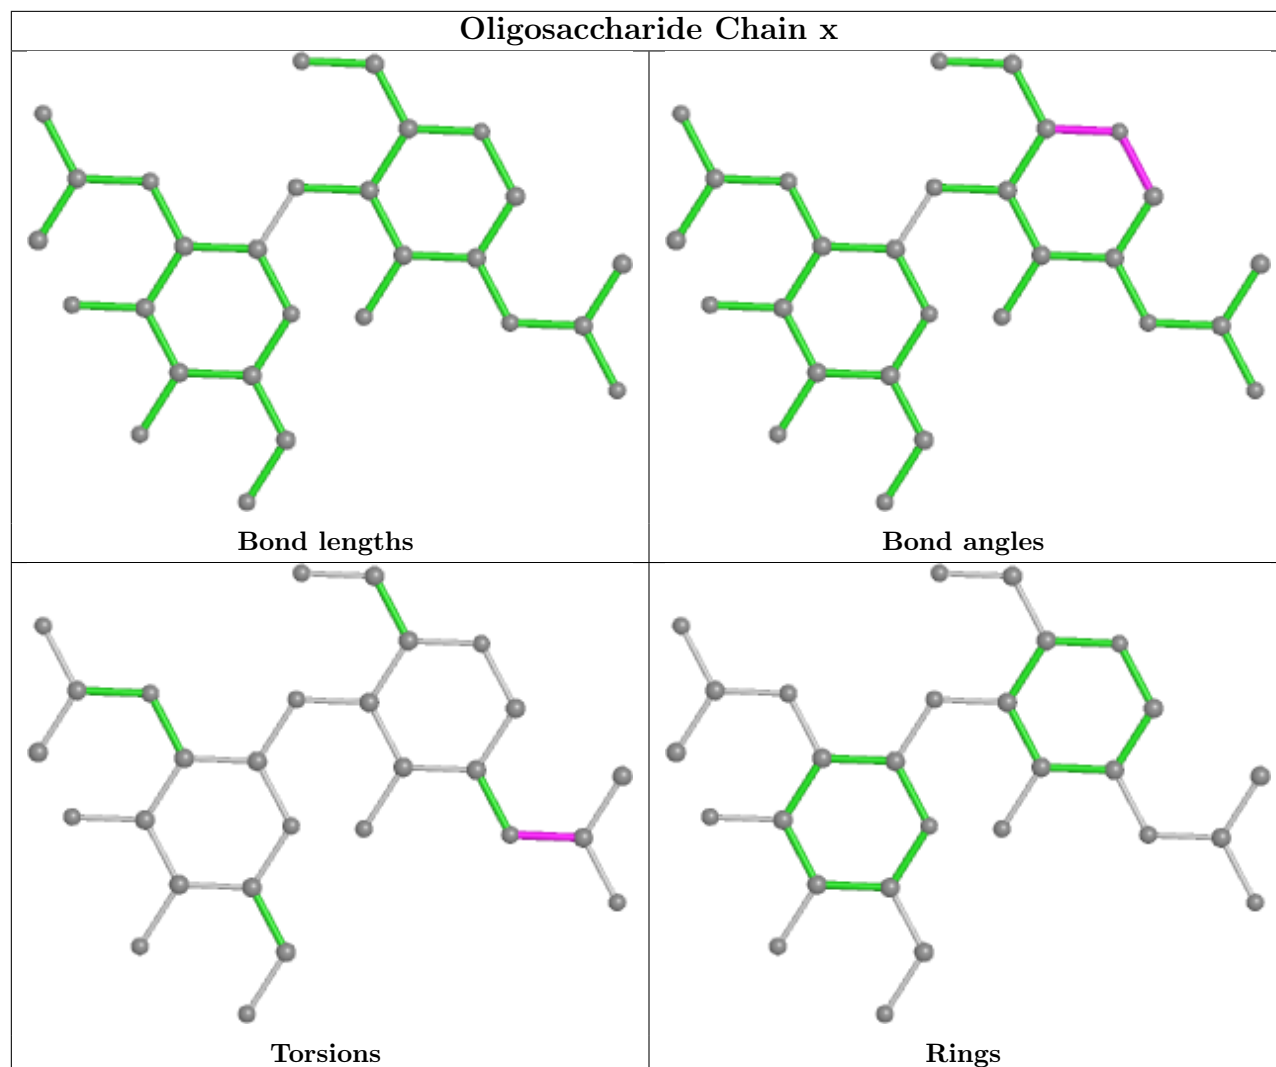 Oligosaccharide Chain x
Bond lengths
Bond angles
Torsions
Rings